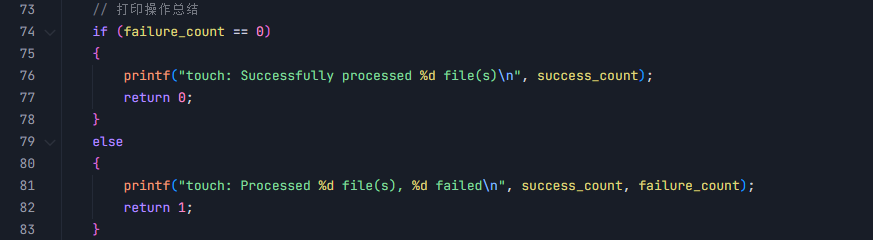 73 // 打印操作总结
74 if (failure_count == 0)
75 {
76 printf("touch: Successfully processed %d file(s)\n", success_count);
77 return 0;
78 }
79 else
80 {
81 printf("touch: Processed %d file(s), %d failed\n", success_count, failure_count);
82 return 1;
83 }